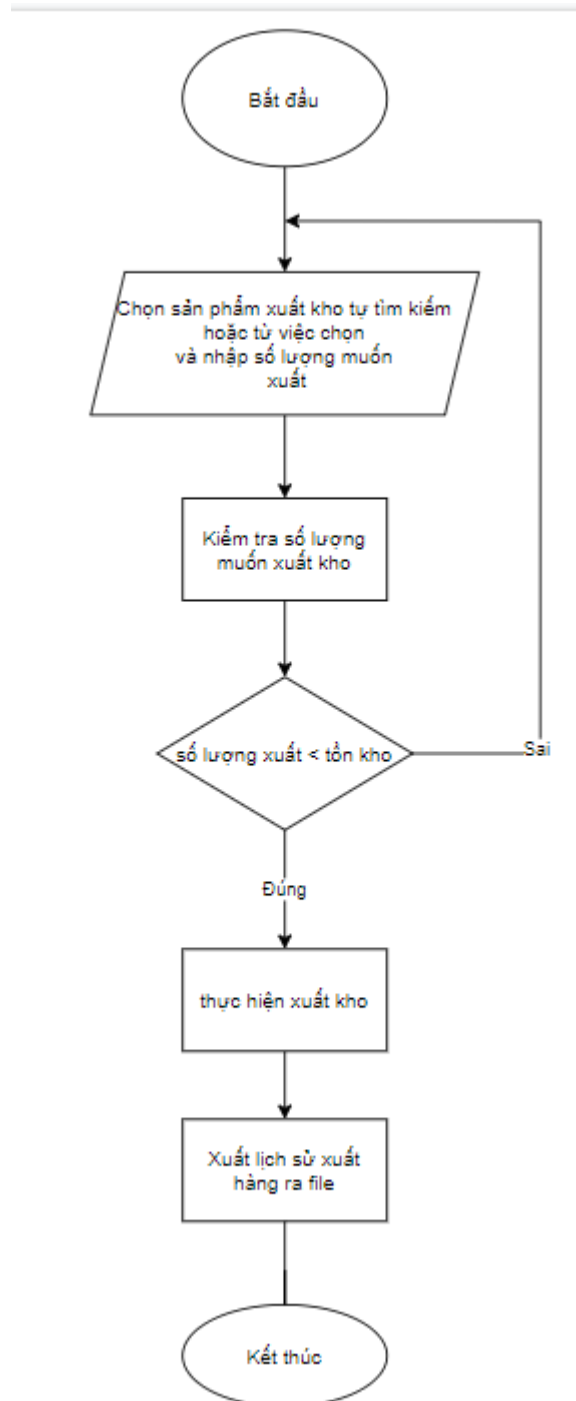 Bắt đầu
Chọn sản phẩm xuất kho tự tìm kiếm
hoặc từ việc chọn
và nhập số lượng muốn
xuất
Kiểm tra số lượng
muốn xuất kho
số lượng xuất < tồn kho
Sai
Đúng
thực hiện xuất kho
Xuất lịch sử xuất
hàng ra file
Kết thúc